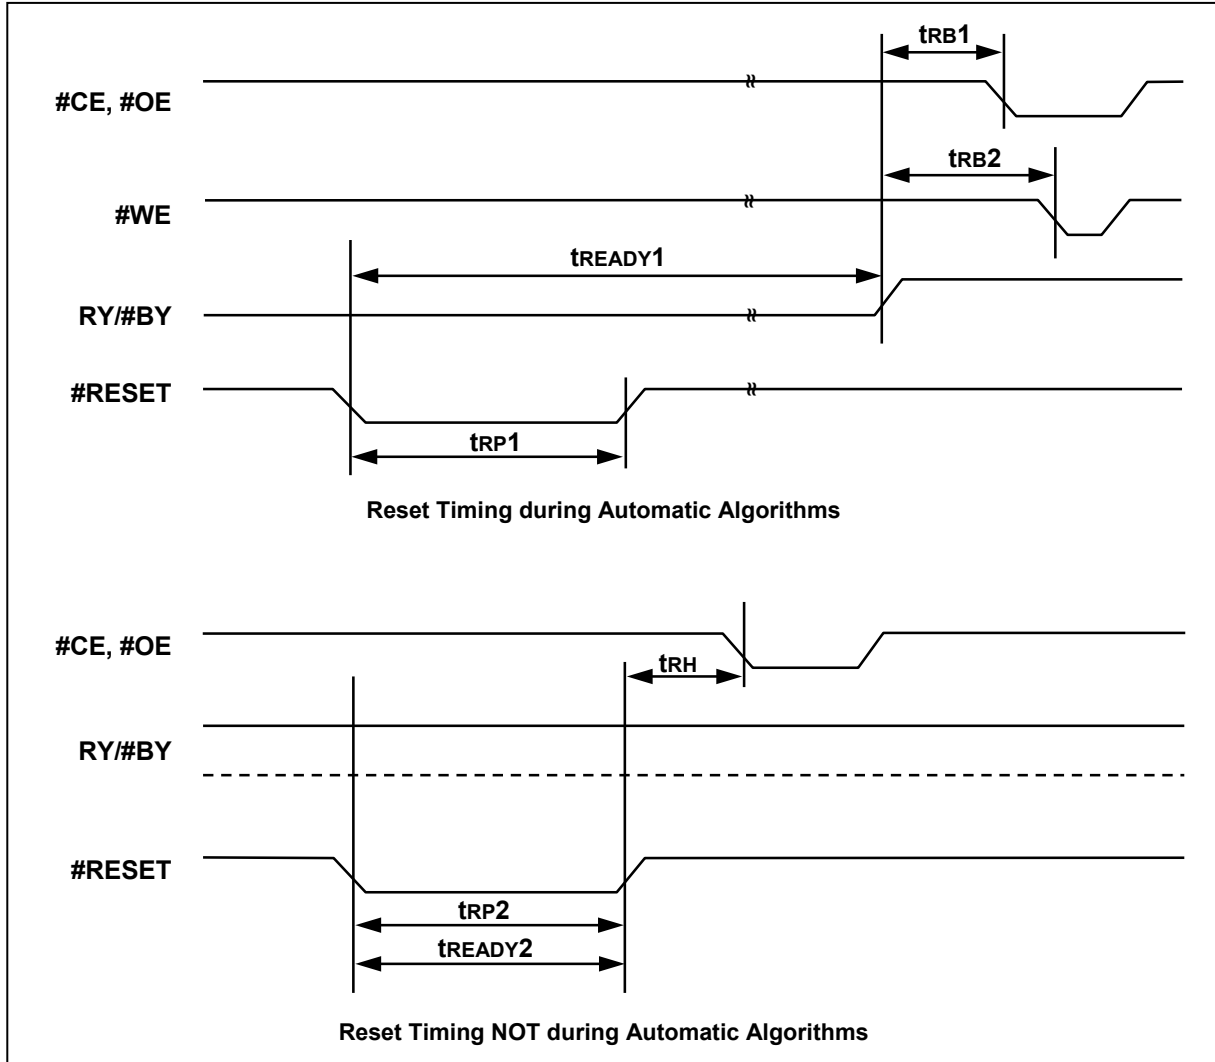 tRB1
#CE, #OE
tRB2
#WE
tREADY1
RY/#BY
#RESET
tRP1
Reset Timing during Automatic Algorithms
#CE, #OE
tRH
RY/#BY
#RESET
tRP2
tREADY2
Reset Timing NOT during Automatic Algorithms